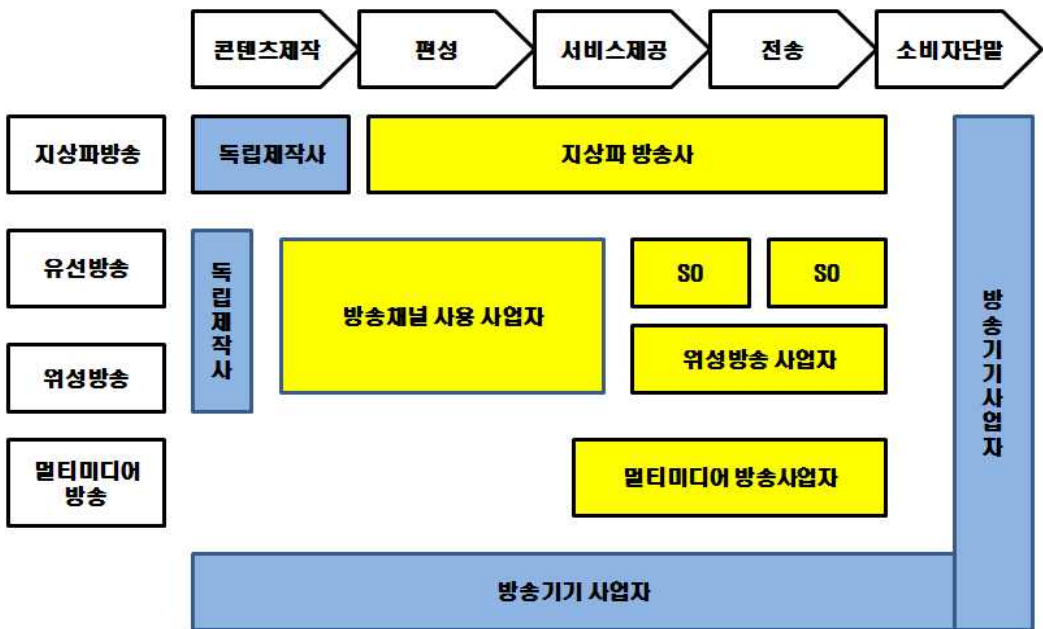 콘텐츠제작
편성
서비스제공
전송
소비자단말
지상파방송
독립제작사
지상파 방송사
유선방송
위성방송
독립제작사
방송채널 사용 사업자
SO
SO
위성방송 사업자
멀티미디어
방송
멀티미디어 방송사업자
방송기기사업자
방송기기 사업자